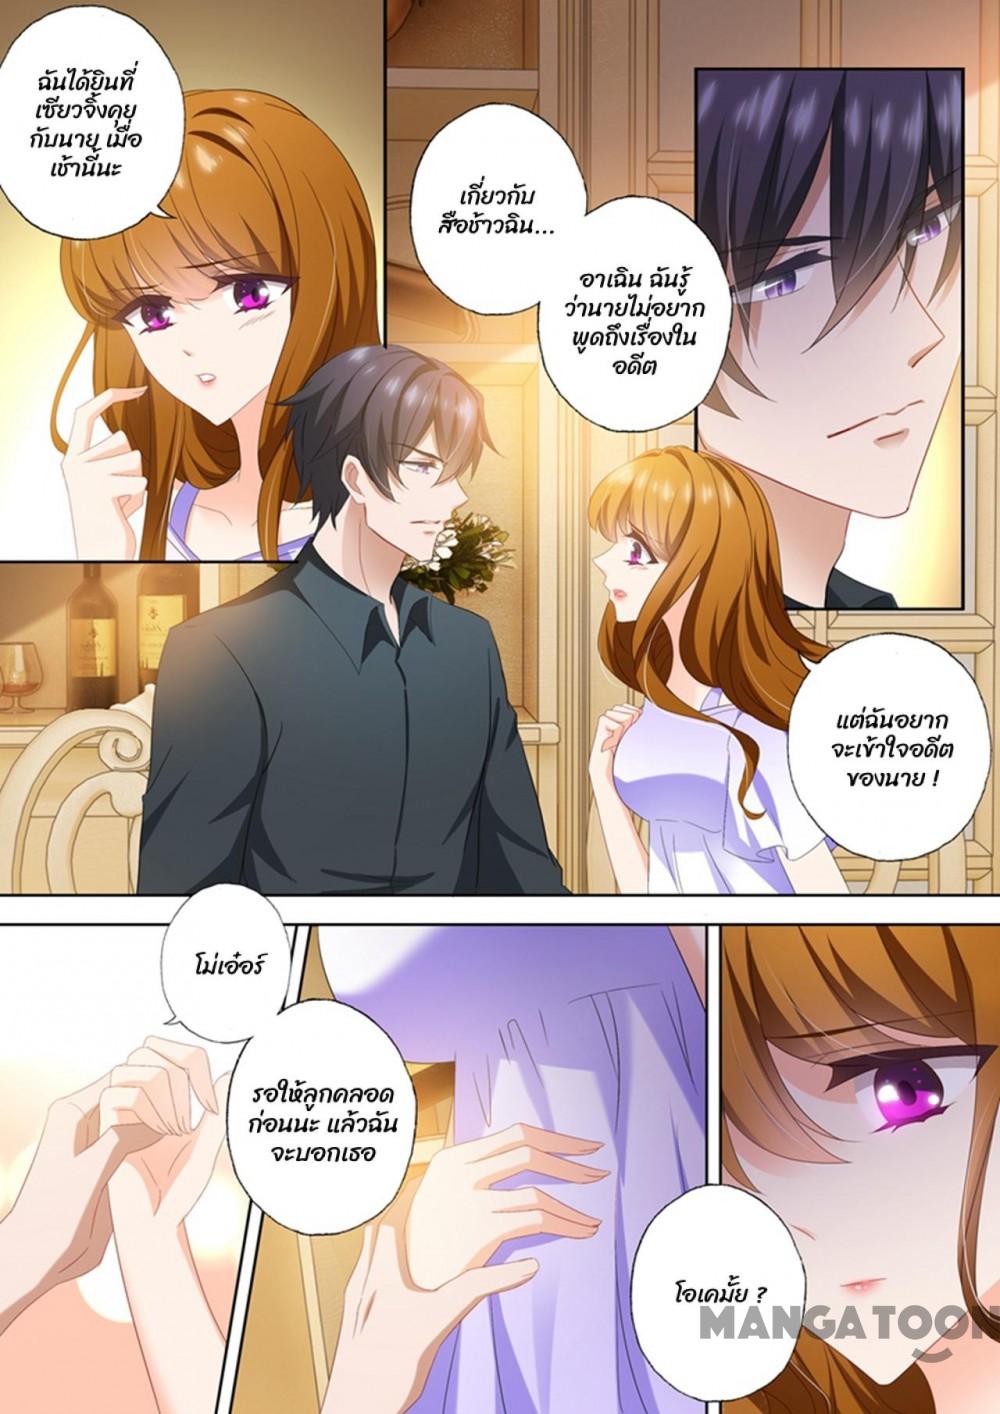 ฉันได้ยินที่
เซียวจิ้งคุย
กับนาย เมื่อ
เช้านี้นะ
เกี่ยวกับ
สือช้าวฉิน...
อาเฉิน ฉันรู้
ว่านายไม่อยาก
พูดถึงเรื่องใน
อดีต
แต่ฉันอยาก
จะเข้าใจอดีต
ของนาย !
โม่เอ๋อร์
รอให้ลูกคลอด
ก่อนนะ แล้วฉัน
จะบอกเธอ
โอเคมั้ย ?
MANGATOON